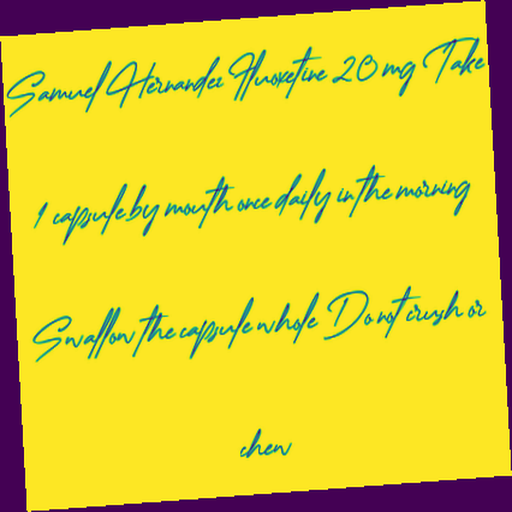 Samuel Hernandez Fluoxetine 20 mg Take
1 capsule by mouth once daily in the morning
Swallow the capsule whole Do not crush or
chew